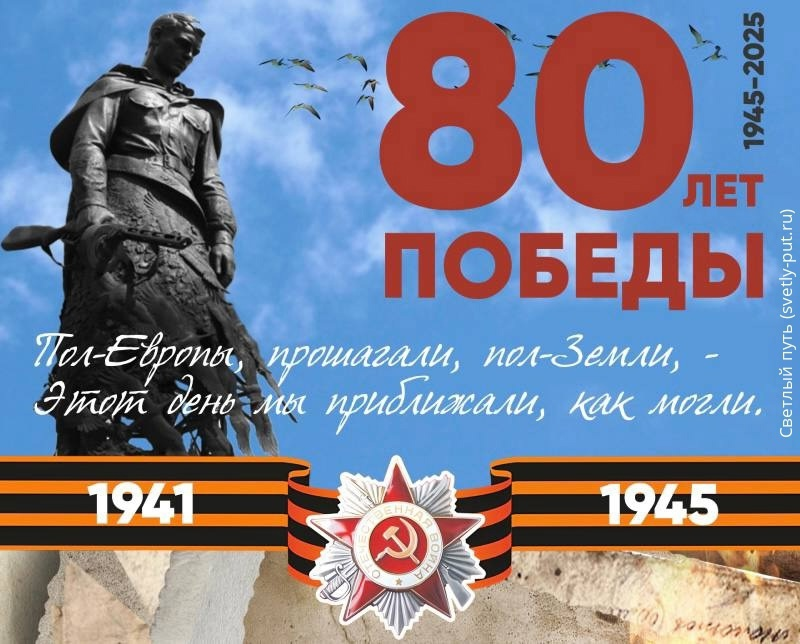 80
ЛЕТ
ПОБЕДЫ
1945-2025
Светлый путь (svetly-put.ru)
Пол-Европы, прошагали, пол-Земли, -
Этот день мы приближали, как могли.
1941
1945
ОТЕЧЕСТВЕННАЯ ВОЙНА